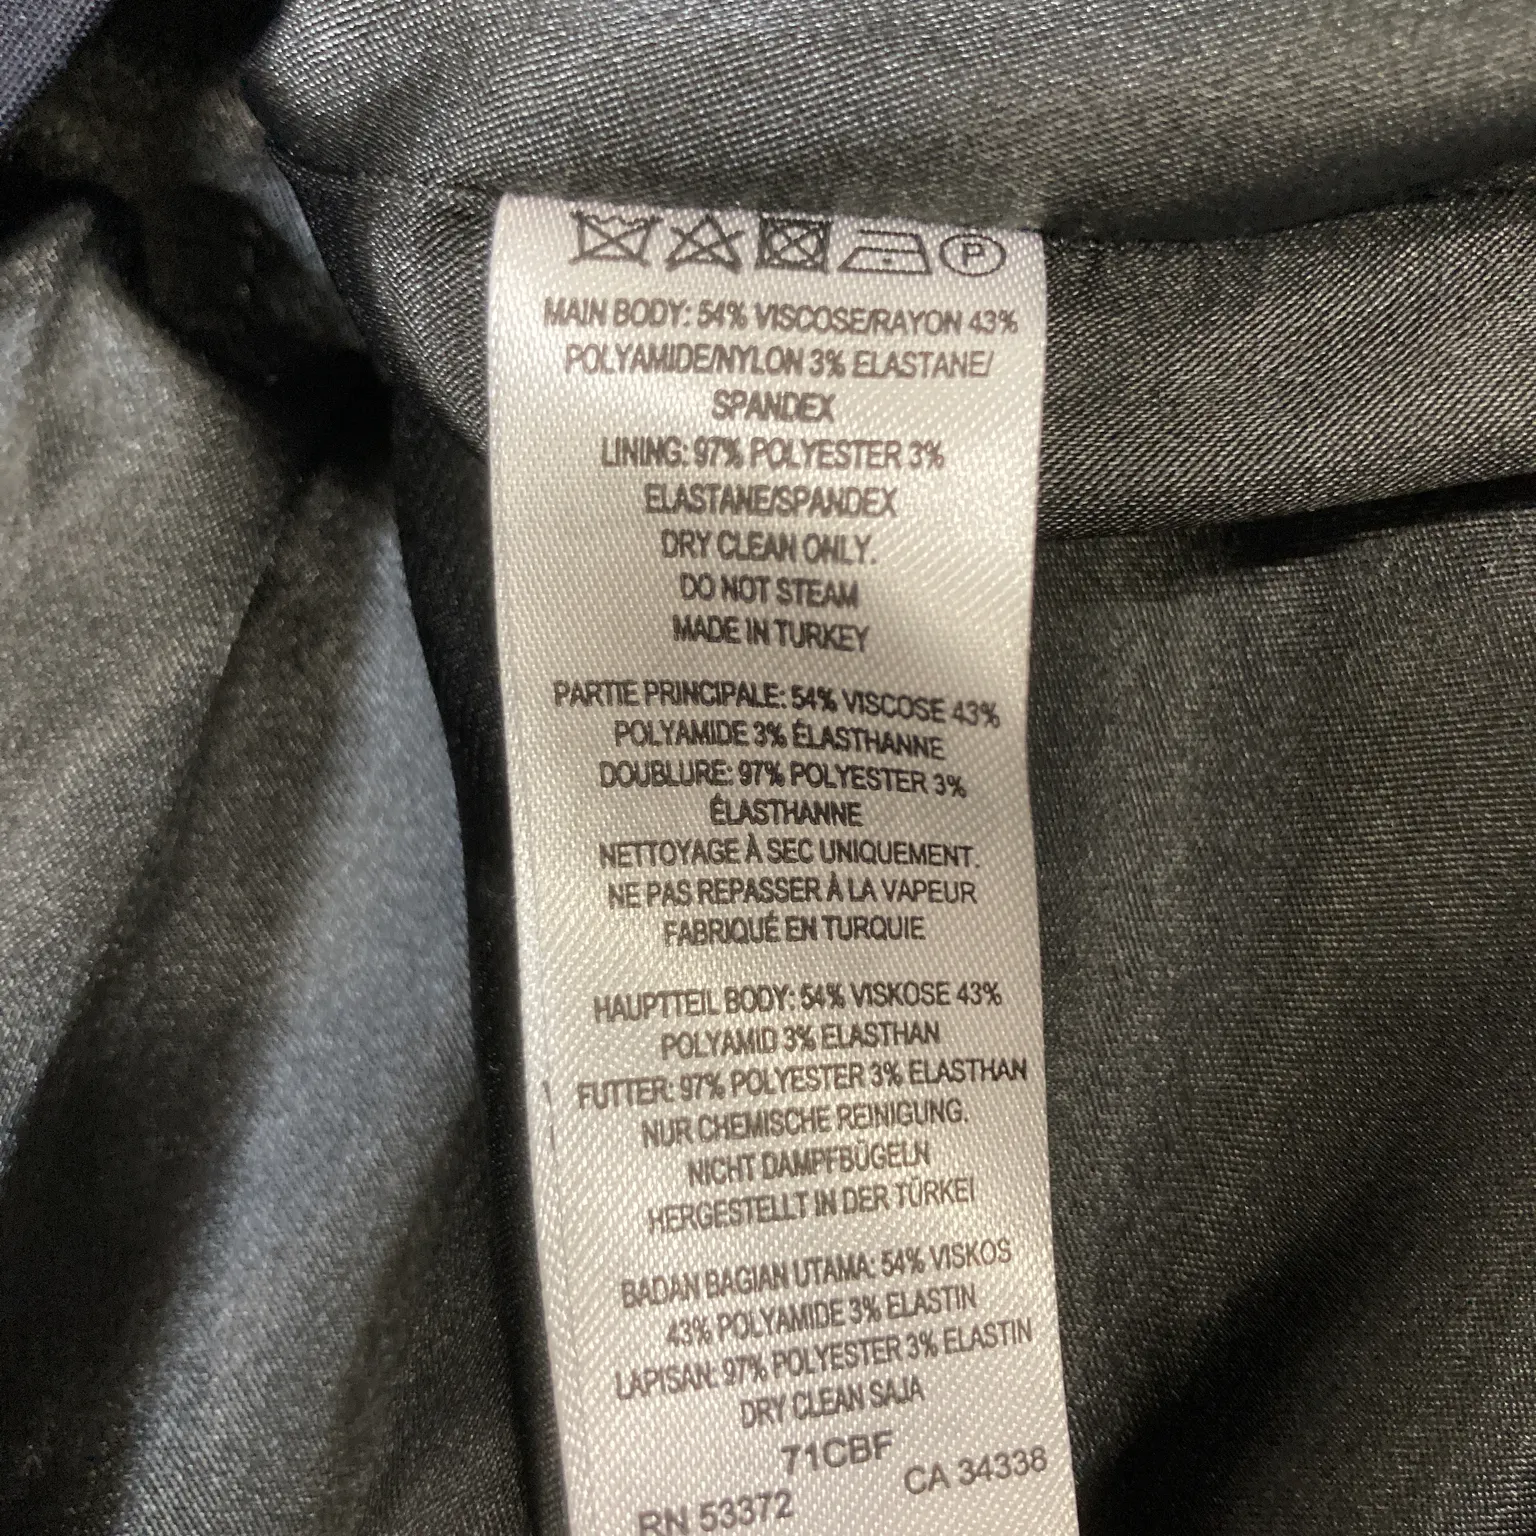 P
MAIN BODY: 54% VISCOSE/RAYON 43%
POLYAMIDE/NYLON 3% ELASTANE/
SPANDEX
LINING: 97% POLYESTER 3%
ELASTANE/SPANDEX
DRY CLEAN ONLY.
DO NOT STEAM
MADE IN TURKEY
PARTIE PRINCIPALE: 54% VISCOSE 43%
POLYAMIDE 3% ÉLASTHANNE
DOUBLURE: 97% POLYESTER 3%
ÉLASTHANNE
NETTOYAGE À SEC UNIQUEMENT.
NE PAS REPASSER À LA VAPEUR
FABRIQUÉ EN TURQUIE
HAUPTTEIL BODY: 54% VISKOSE 43%
POLYAMID 3% ELASTHAN
FUTTER: 97% POLYESTER 3% ELASTHAN
NUR CHEMISCHE REINIGUNG.
NICHT DAMPFBÜGELN
HERGESTELLT IN DER TÜRKEI
BADAN BAGIAN UTAMA: 54% VISKOS
43% POLYAMIDE 3% ELASTIN
LAPISAN: 97% POLYESTER 3% ELASTIN
DRY CLEAN SAJA
71CBF
RN 53372 CA 34338